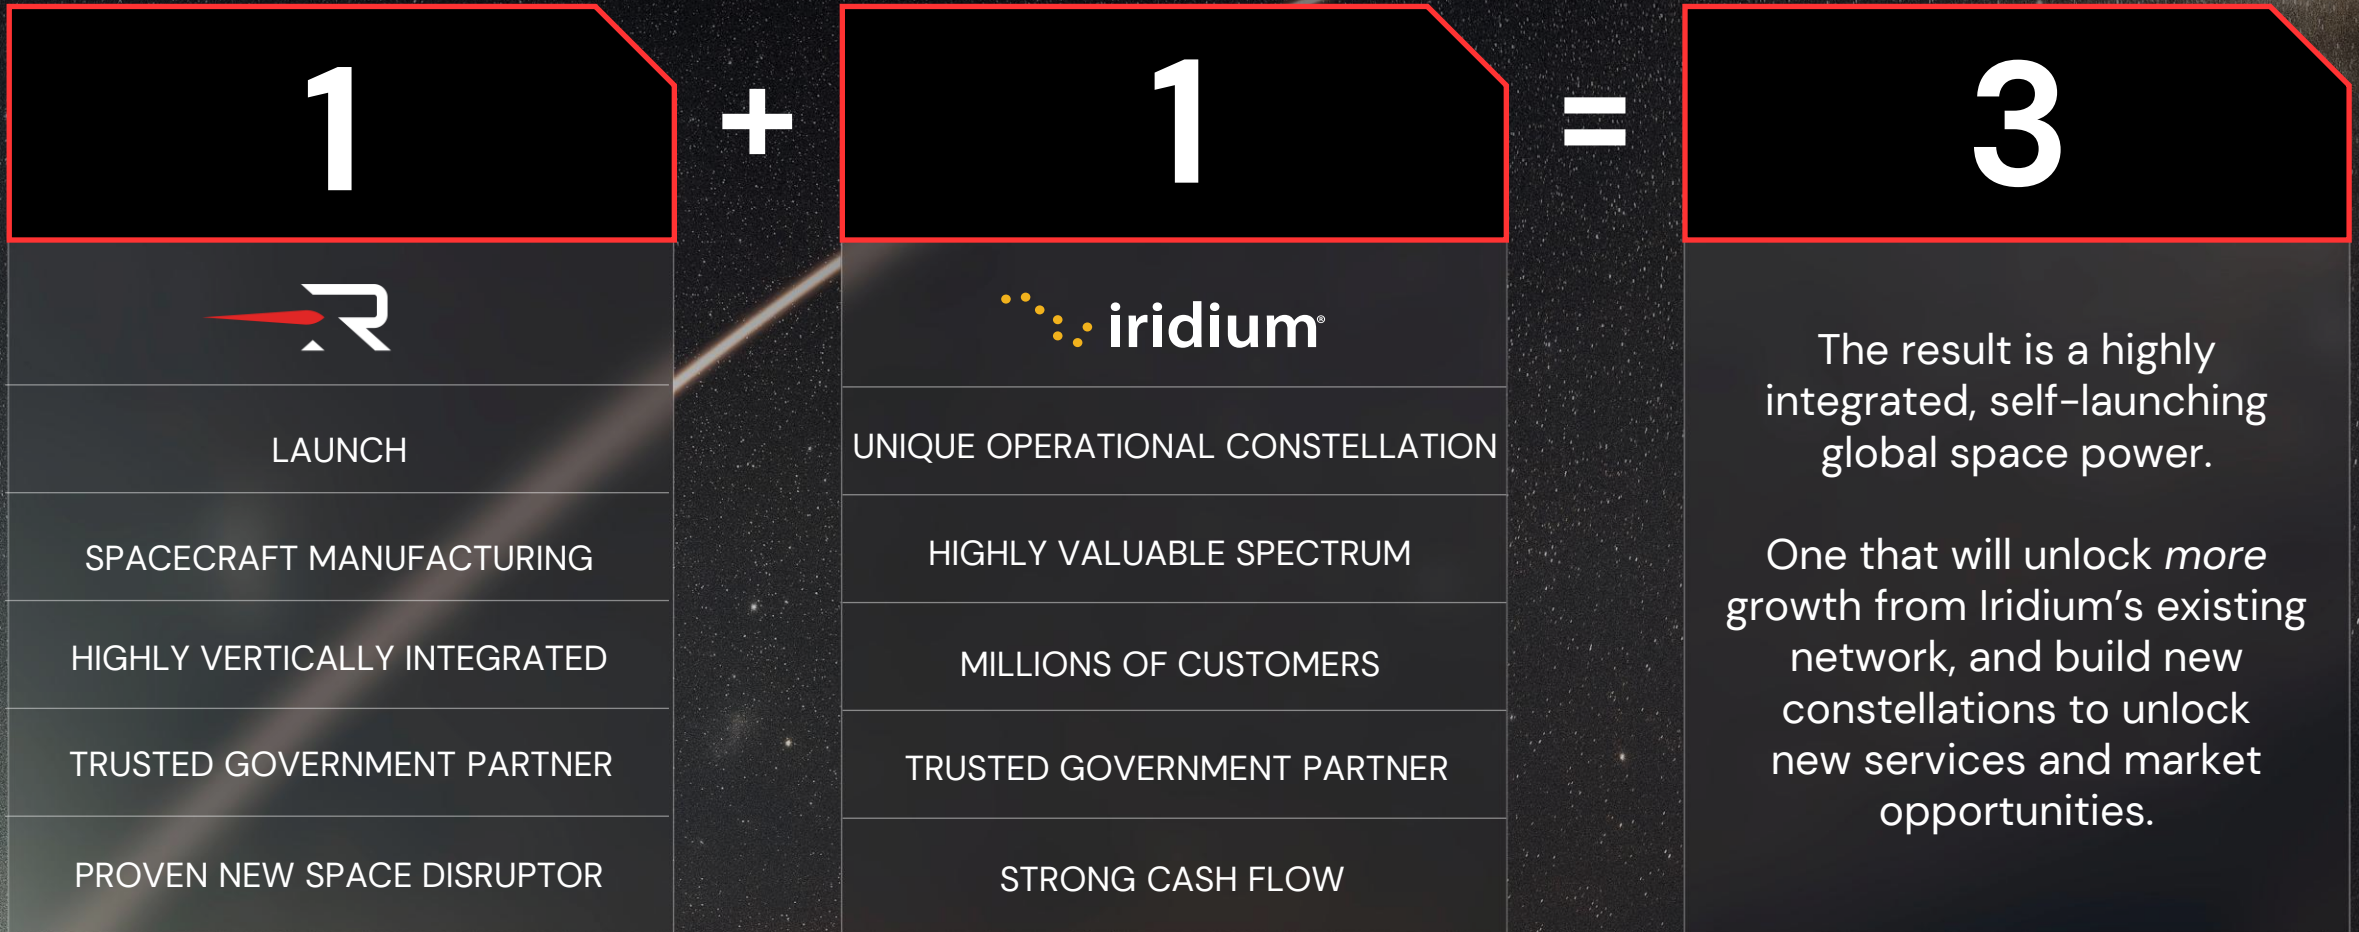 1
+
1
=
3
R
LAUNCH
SPACECRAFT MANUFACTURING
HIGHLY VERTICALLY INTEGRATED
TRUSTED GOVERNMENT PARTNER
PROVEN NEW SPACE DISRUPTOR
iridium®
UNIQUE OPERATIONAL CONSTELLATION
HIGHLY VALUABLE SPECTRUM
MILLIONS OF CUSTOMERS
TRUSTED GOVERNMENT PARTNER
STRONG CASH FLOW
The result is a highly
integrated, self-launching
global space power.
One that will unlock more
growth from Iridium’s existing
network, and build new
constellations to unlock
new services and market
opportunities.